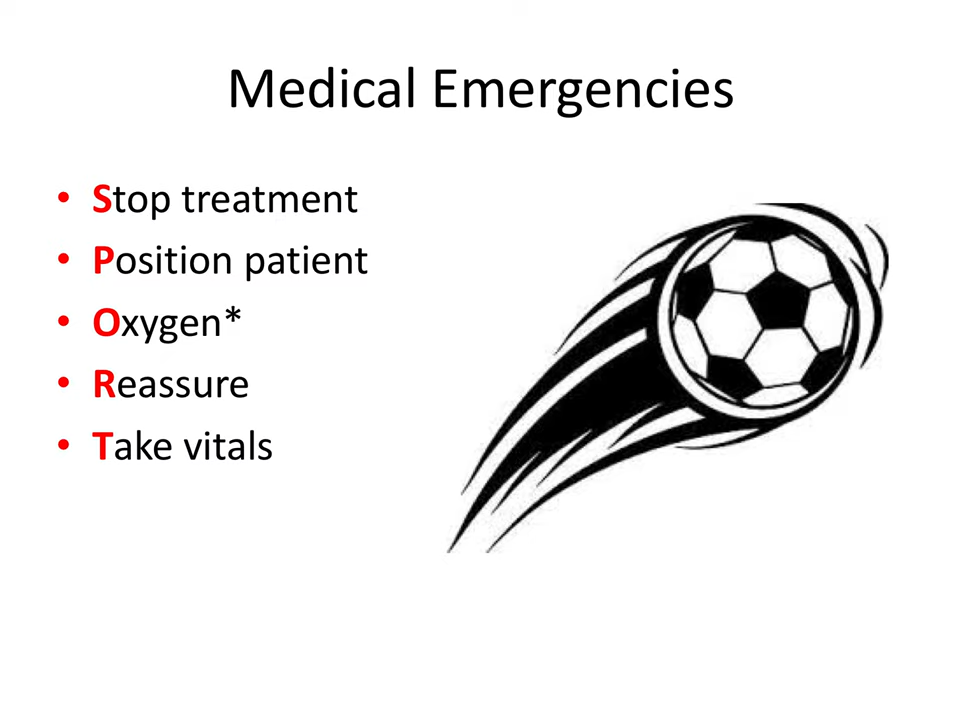 Medical Emergencies
• Stop treatment
• Position patient
• Oxygen*
• Reassure
• Take vitals